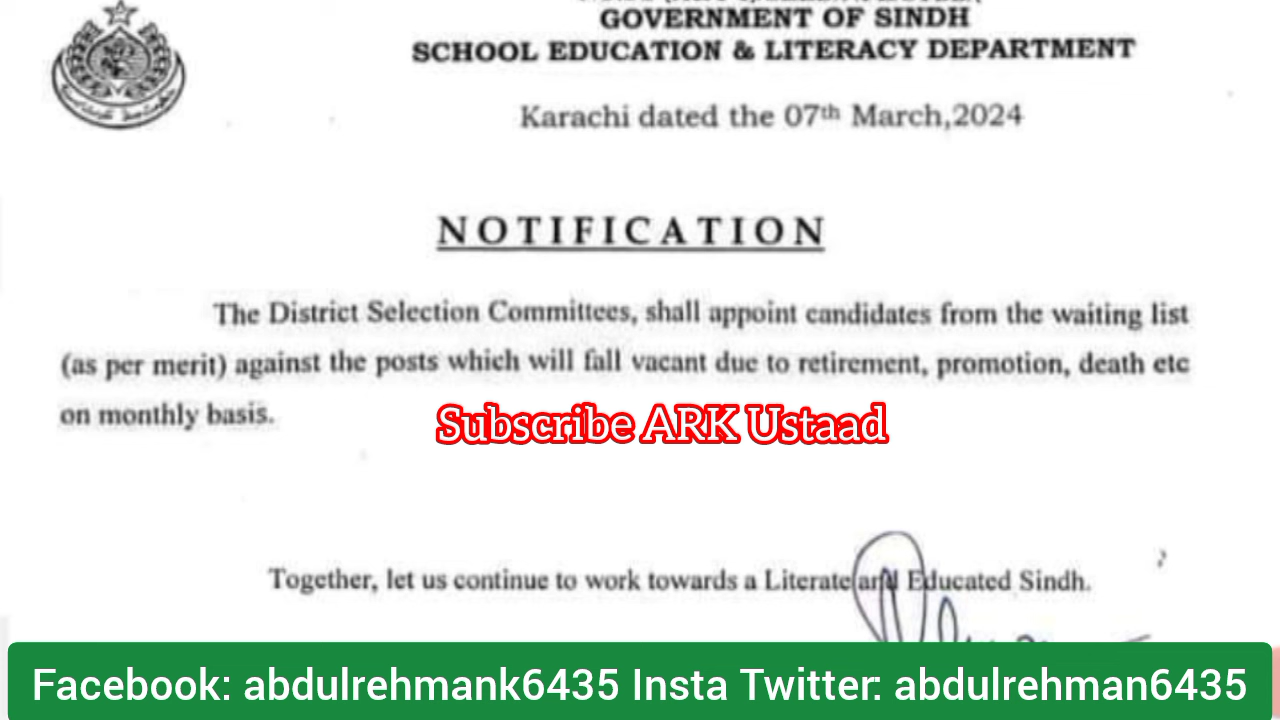 GOVERNMENT OF SINDH
SCHOOL EDUCATION & LITERACY DEPARTMENT
Karachi dated the 07th March,2024
NOTIFICATION
The District Selection Committees, shall appoint candidates from the waiting list
(as per merit) against the posts which will fall vacant due to retirement, promotion, death etc
on monthly basis.
Subscribe ARK Ustaad
Together, let us continue to work towards a Literate and Educated Sindh.
Facebook: abdulrehmank6435 Insta Twitter: abdulrehman6435